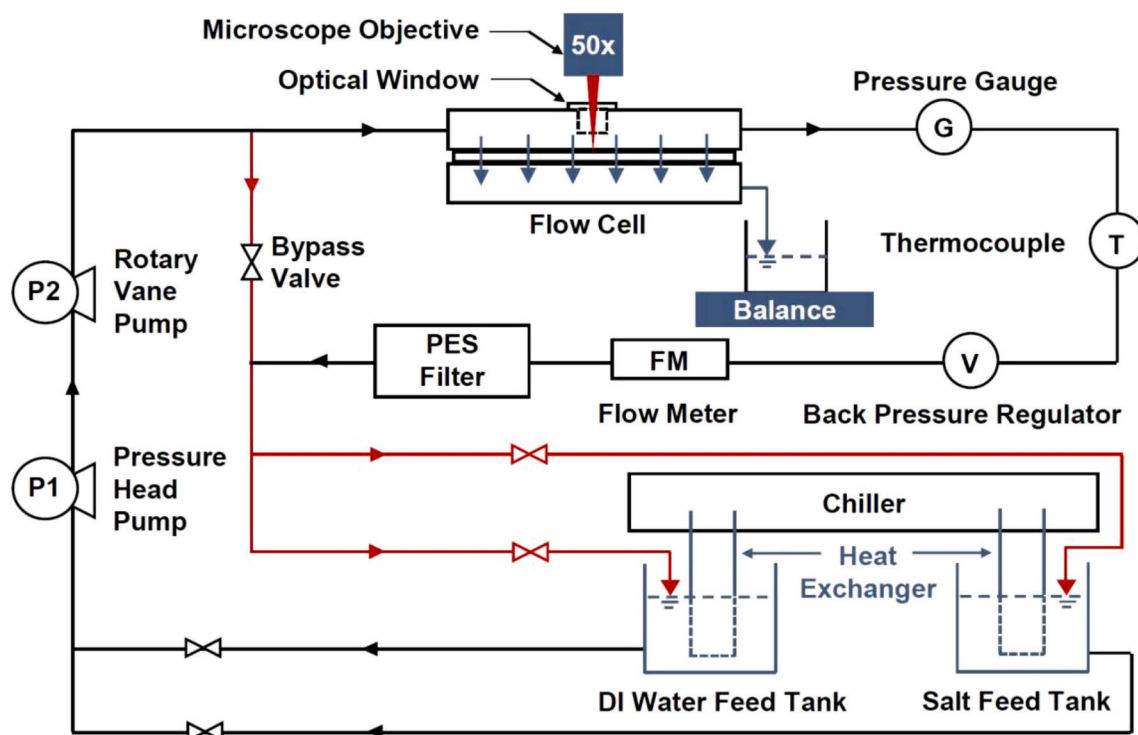 Microscope Objective
50x
Optical Window
Pressure Gauge
G
Flow Cell
Bypass
Valve
Thermocouple
T
Rotary
Vane
Pump
P2
Balance
PES
Filter
FM
V
Flow Meter
Back Pressure Regulator
Pressure
Head
Pump
P1
Chiller
Heat
Exchanger
DI Water Feed Tank
Salt Feed Tank